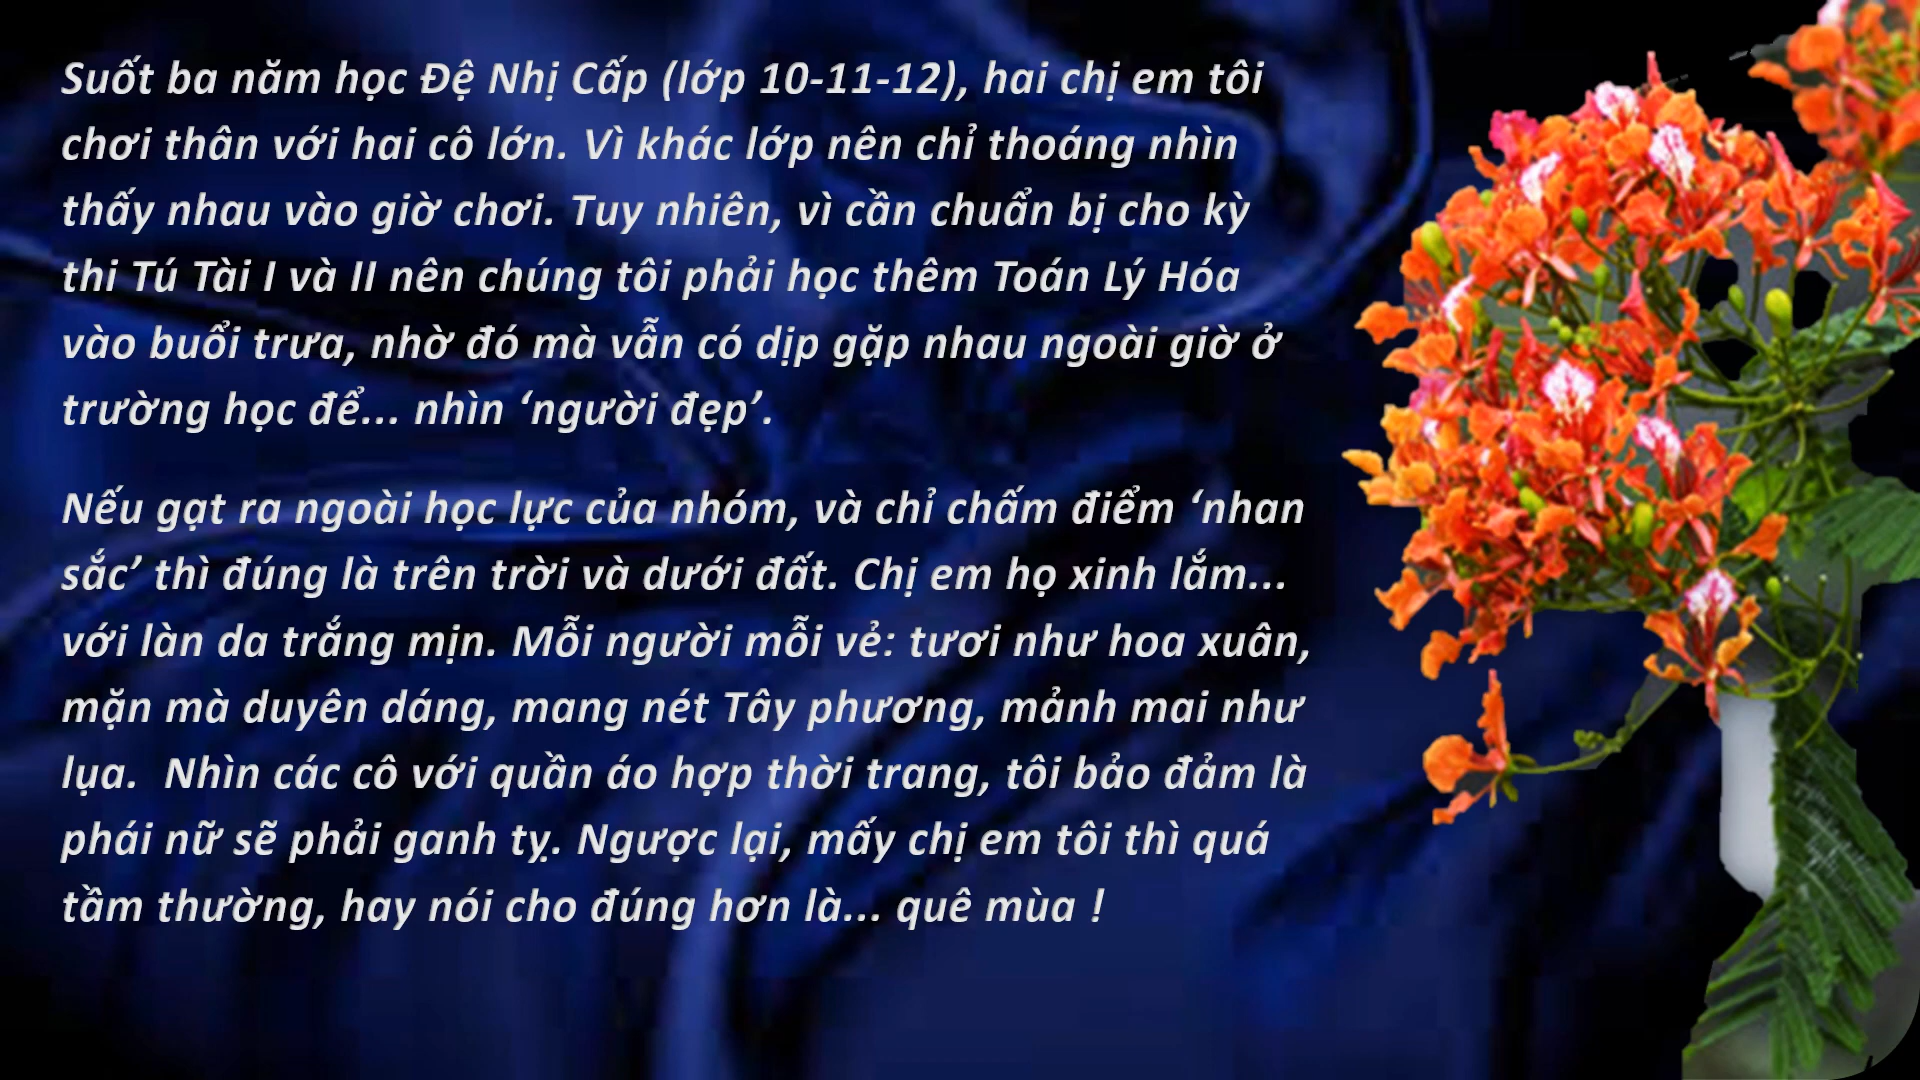 Suốt ba năm học Đệ Nhị Cấp (lớp 10-11-12), hai chị em tôi
chơi thân với hai cô lớn. Vì khác lớp nên chỉ thoáng nhìn
thấy nhau vào giờ chơi. Tuy nhiên, vì cần chuẩn bị cho kỳ
thi Tú Tài I và II nên chúng tôi phải học thêm Toán Lý Hóa
vào buổi trưa, nhờ đó mà vẫn có dịp gặp nhau ngoài giờ ở
trường học để... nhìn ‘người đẹp’.
Nếu gạt ra ngoài học lực của nhóm, và chỉ chấm điểm ‘nhan
sắc’ thì đúng là trên trời và dưới đất. Chị em họ xinh lắm...
với làn da trắng mịn. Mỗi người mỗi vẻ: tươi như hoa xuân,
mặn mà duyên dáng, mang nét Tây phương, mảnh mai như
lụa.  Nhìn các cô với quần áo hợp thời trang, tôi bảo đảm là
phái nữ sẽ phải ganh tỵ. Ngược lại, mấy chị em tôi thì quá
tầm thường, hay nói cho đúng hơn là... quê mùa !